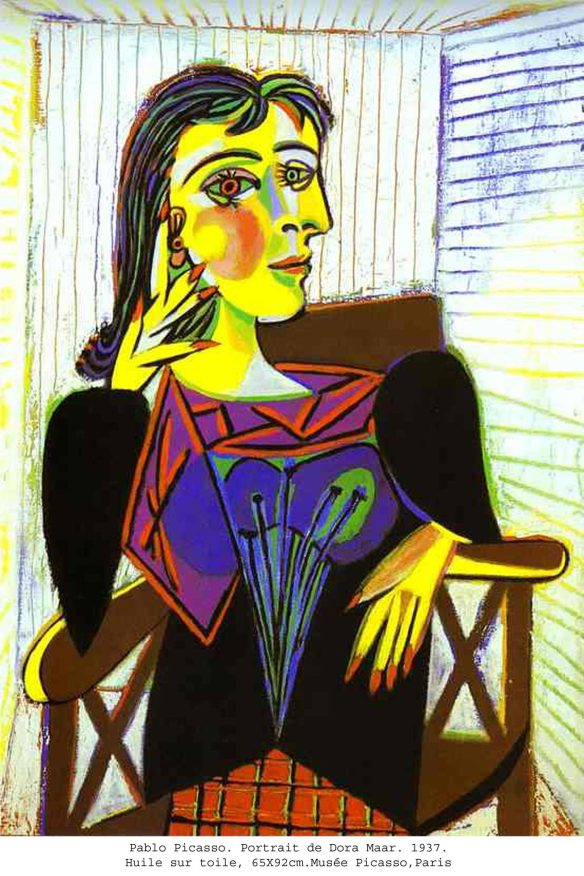 Pablo Picasso. Portrait de Dora Maar. 1937.
Huile sur toile, 65X92cm.Musée Picasso,Paris